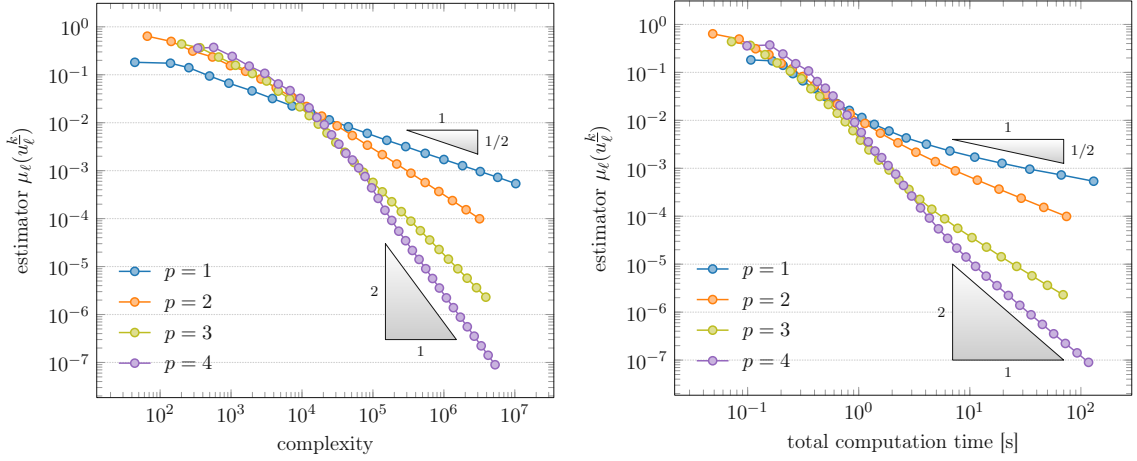 10^0
10^{-1}
10^{-2}
10^{-3}
10^{-4}
10^{-5}
10^{-6}
10^{-7}
estimator μ_ℓ(u_ℓ^{\underline{k}})
1
1/2
2
1
p = 1
p = 2
p = 3
p = 4
10^2
10^3
10^4
10^5
10^6
10^7
complexity
10^0
10^{-1}
10^{-2}
10^{-3}
10^{-4}
10^{-5}
10^{-6}
10^{-7}
estimator μ_ℓ(u_ℓ^{\underline{k}})
1
1/2
2
1
p = 1
p = 2
p = 3
p = 4
10^{-1}
10^0
10^1
10^2
total computation time [s]